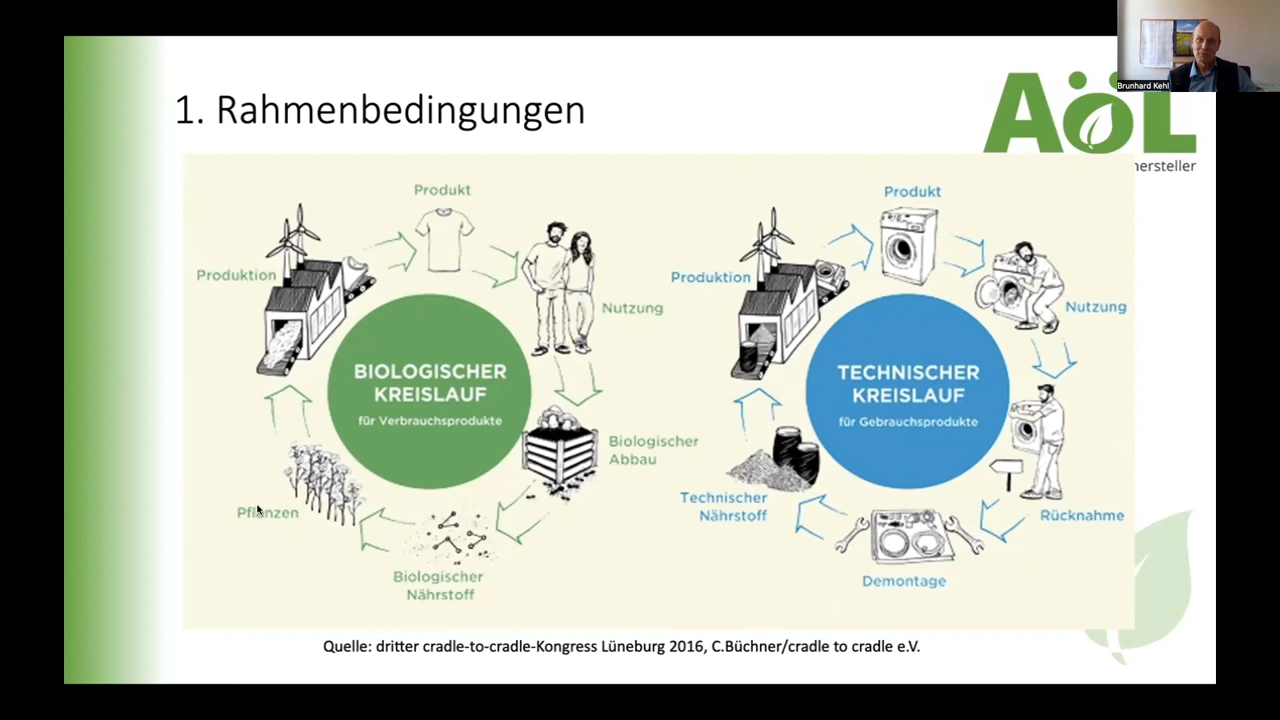 Brunhard Kehl
AÖL
hersteller
1. Rahmenbedingungen
Produkt
Produktion
Nutzung
BIOLOGISCHER
KREISLAUF
für Verbrauchsprodukte
Biologischer
Abbau
Pflanzen
Biologischer
Nährstoff
Produkt
Produktion
Nutzung
TECHNISCHER
KREISLAUF
für Gebrauchsprodukte
Technischer
Nährstoff
Rücknahme
Demontage
Quelle: dritter cradle-to-cradle-Kongress Lüneburg 2016, C.Büchner/cradle to cradle e.V.